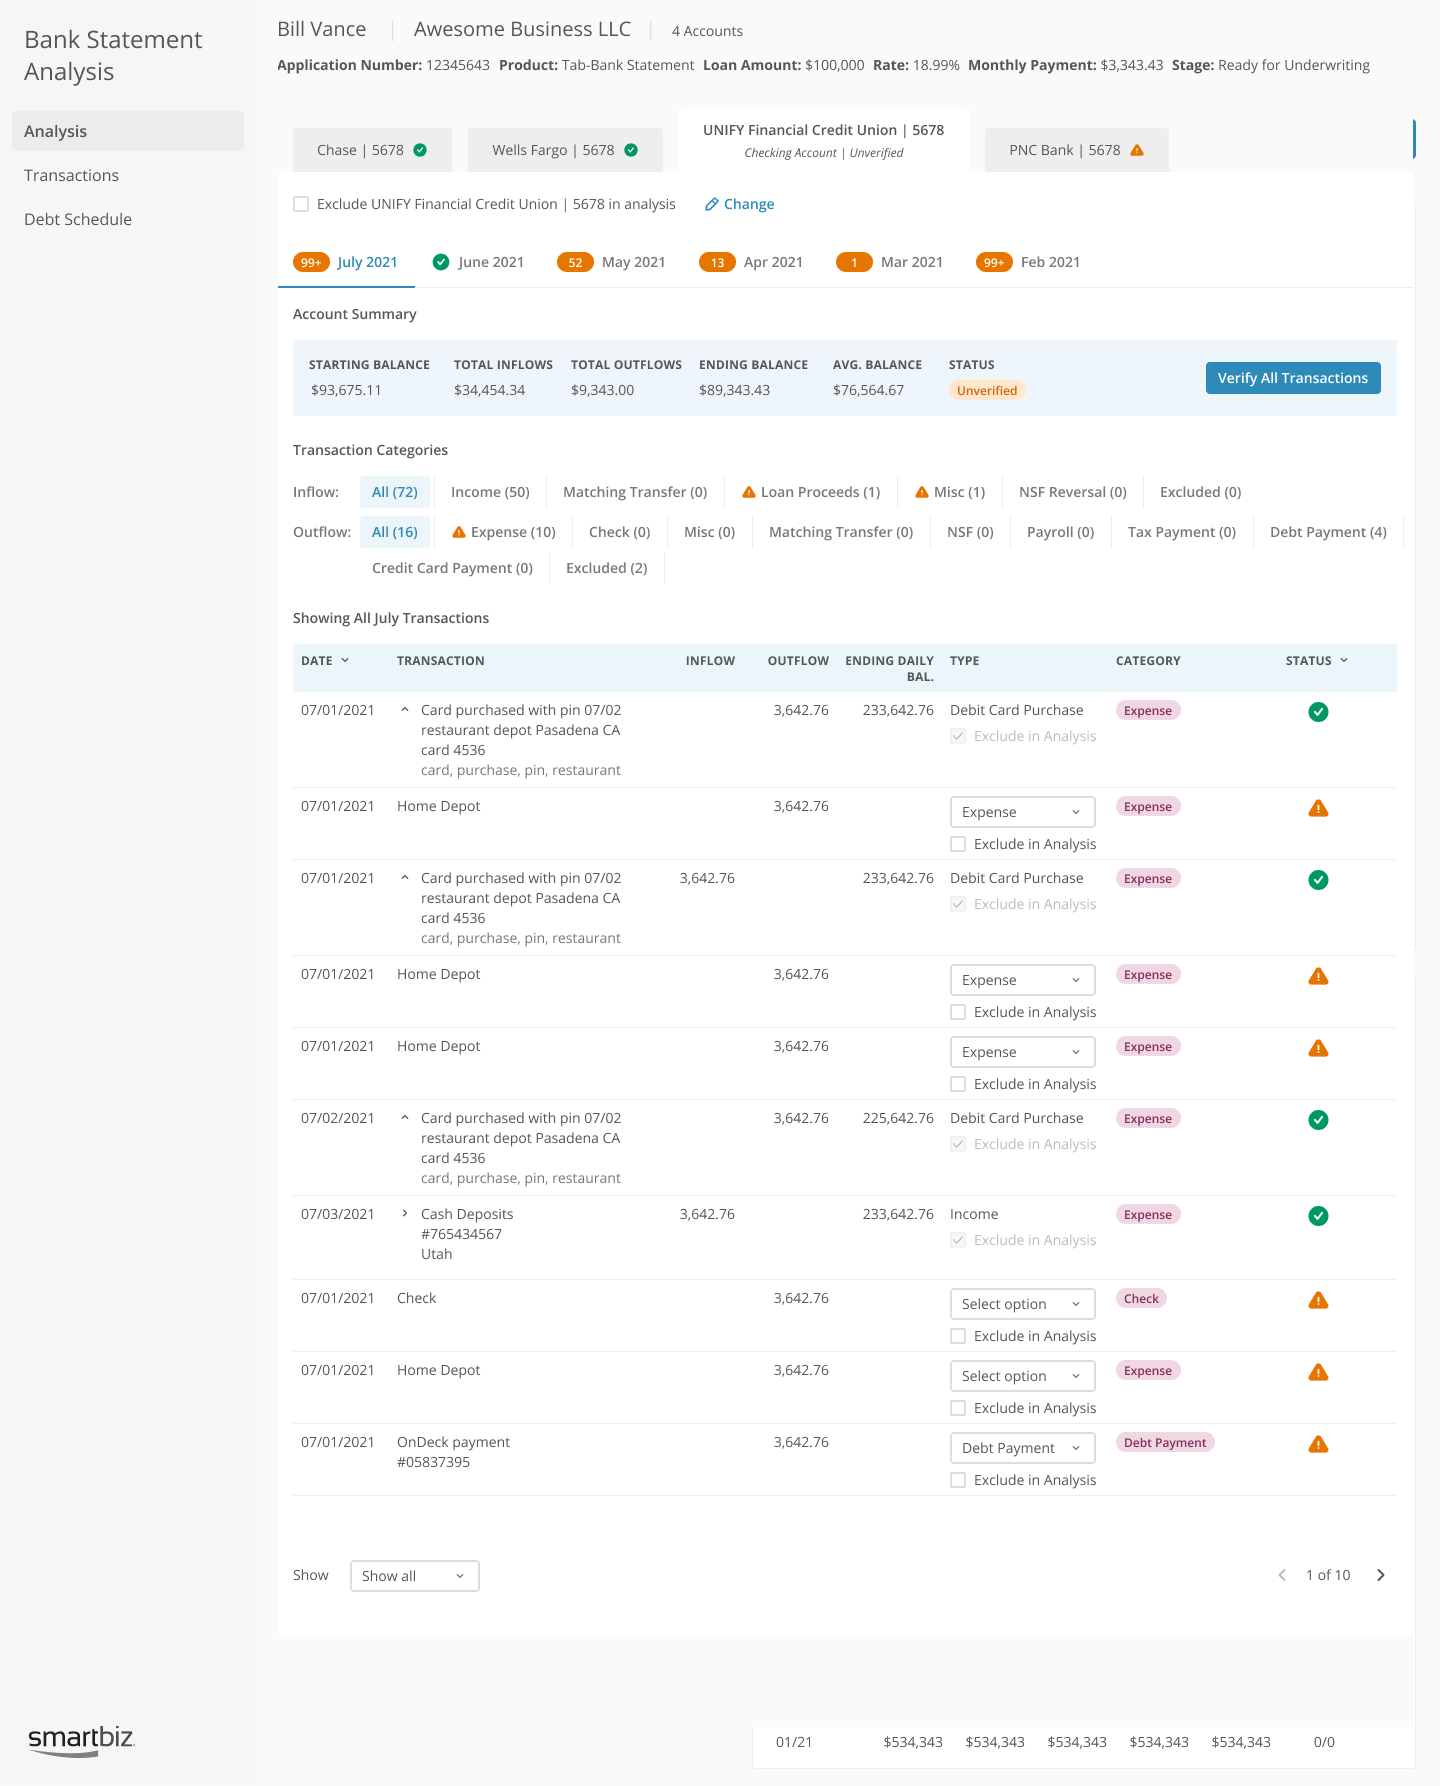 Bank Statement
Analysis
Analysis
Transactions
Debt Schedule
Bill Vance | Awesome Business LLC | 4 Accounts
Application Number: 12345643 Product: Tab-Bank Statement Loan Amount: $100,000 Rate: 18.99% Monthly Payment: $3,343.43 Stage: Ready for Underwriting
Chase | 5678
Wells Fargo | 5678
UNIFY Financial Credit Union | 5678
Checking Account | Unverified
PNC Bank | 5678
Exclude UNIFY Financial Credit Union | 5678 in analysis Change
99+ July 2021 June 2021 52 May 2021 13 Apr 2021 1 Mar 2021 99+ Feb 2021
Account Summary
STARTING BALANCE TOTAL INFLOWS TOTAL OUTFLOWS ENDING BALANCE AVG. BALANCE STATUS
$93,675.11 $34,454.34 $9,343.00 $89,343.43 $76,564.67 Unverified
Verify All Transactions
Transaction Categories
Inflow: All (72) Income (50) Matching Transfer (0) Loan Proceeds (1) Misc (1) NSF Reversal (0) Excluded (0)
Outflow: All (16) Expense (10) Check (0) Misc (0) Matching Transfer (0) NSF (0) Payroll (0) Tax Payment (0) Debt Payment (4)
Credit Card Payment (0) Excluded (2)
Showing All July Transactions
DATE TRANSACTION INFLOW OUTFLOW ENDING DAILY TYPE CATEGORY STATUS
BAL.
07/01/2021 Card purchased with pin 07/02 3,642.76 233,642.76 Debit Card Purchase Expense
restaurant depot Pasadena CA Exclude in Analysis
card 4536
card, purchase, pin, restaurant
07/01/2021 Home Depot 3,642.76 Expense Expense
Exclude in Analysis
07/01/2021 Card purchased with pin 07/02 3,642.76 233,642.76 Debit Card Purchase Expense
restaurant depot Pasadena CA Exclude in Analysis
card 4536
card, purchase, pin, restaurant
07/01/2021 Home Depot 3,642.76 Expense Expense
Exclude in Analysis
07/01/2021 Home Depot 3,642.76 Expense Expense
Exclude in Analysis
07/02/2021 Card purchased with pin 07/02 3,642.76 225,642.76 Debit Card Purchase Expense
restaurant depot Pasadena CA Exclude in Analysis
card 4536
card, purchase, pin, restaurant
07/03/2021 Cash Deposits 3,642.76 233,642.76 Income Expense
#765434567 Exclude in Analysis
Utah
07/01/2021 Check 3,642.76 Select option Check
Exclude in Analysis
07/01/2021 Home Depot 3,642.76 Select option Expense
Exclude in Analysis
07/01/2021 OnDeck payment 3,642.76 Debt Payment Debt Payment
#05837395 Exclude in Analysis
Show Show all 1 of 10
smartbiz
01/21 $534,343 $534,343 $534,343 $534,343 $534,343 0/0